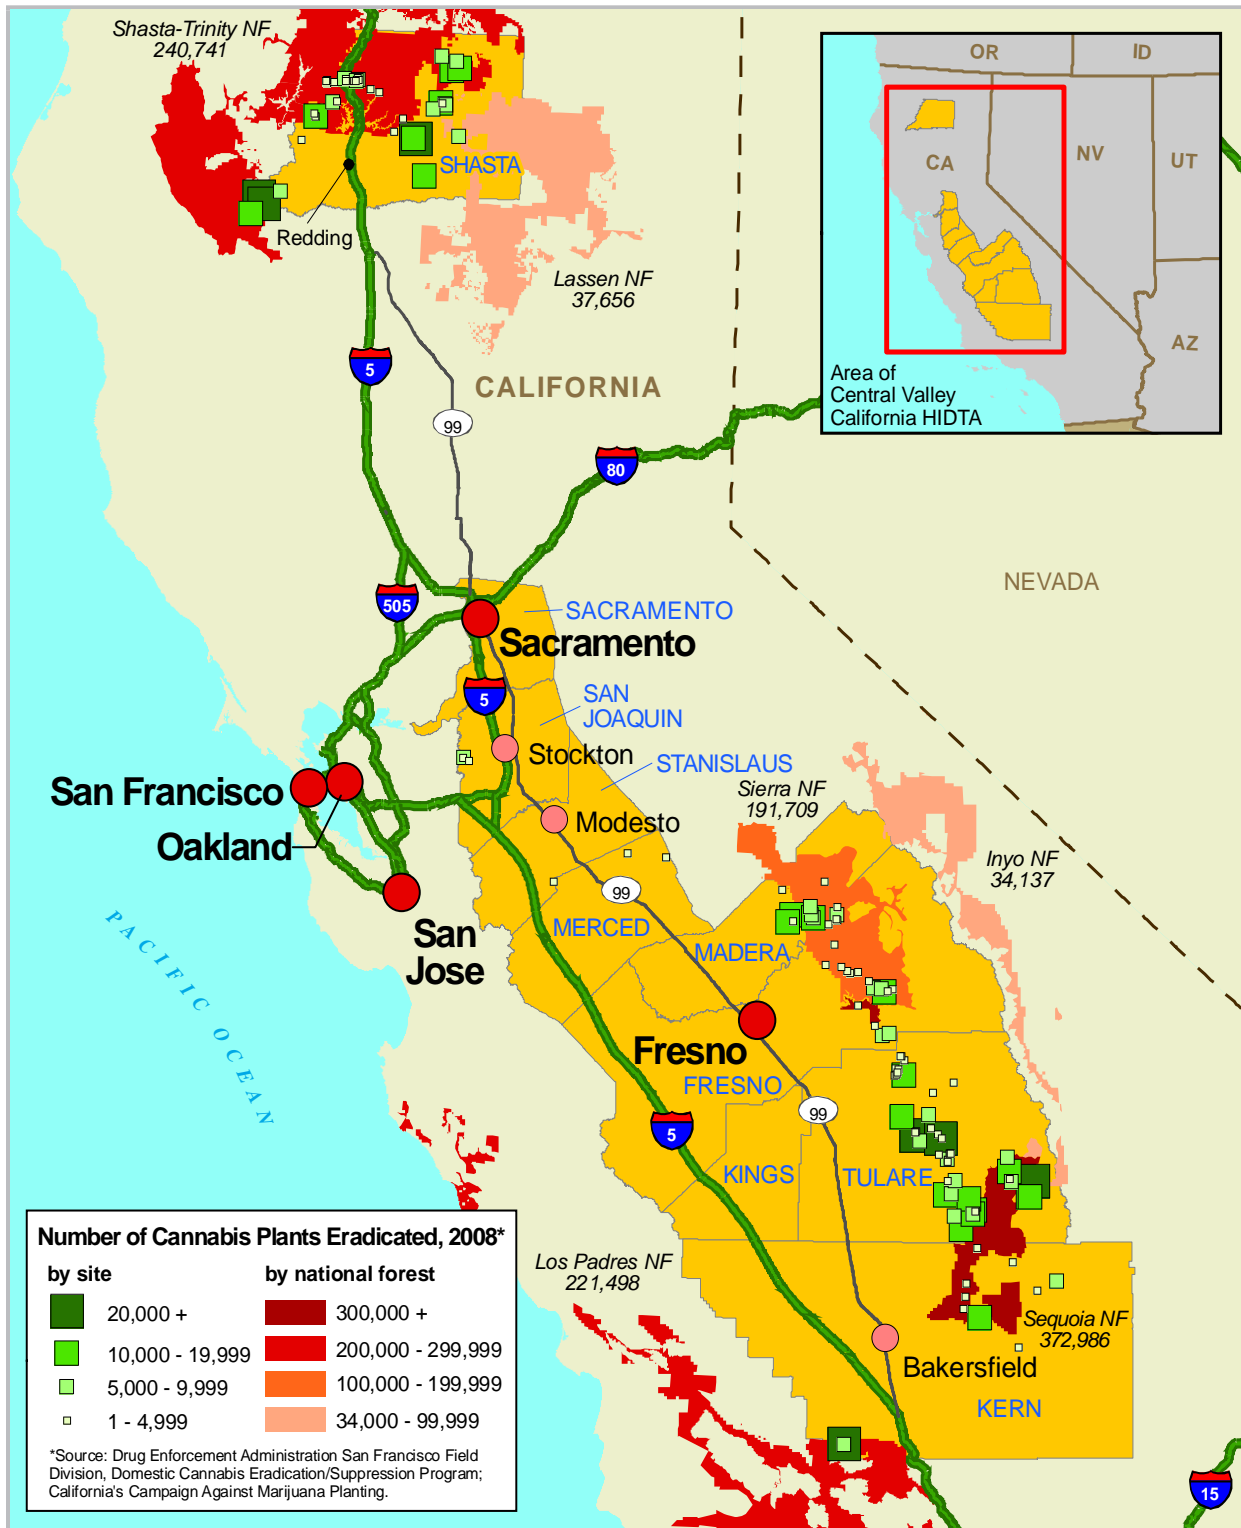 Shasta-Trinity NF
240,741
OR
ID
CA
NV
UT
AZ
Area of
Central Valley
California HIDTA
SHASTA
Redding
Lassen NF
37,656
5
CALIFORNIA
99
80
NEVADA
505
SACRAMENTO
Sacramento
5
SAN
JOAQUIN
Stockton
STANISLAUS
San Francisco
Oakland
Sierra NF
191,709
Modesto
Inyo NF
34,137
99
San
Jose
MERCED
MADERA
PACIFIC OCEAN
Fresno
FRESNO
99
5
KINGS
TULARE
Los Padres NF
221,498
Sequoia NF
372,986
Bakersfield
KERN
15
Number of Cannabis Plants Eradicated, 2008*
by site
by national forest
20,000 +
300,000 +
10,000 - 19,999
200,000 - 299,999
5,000 - 9,999
100,000 - 199,999
1 - 4,999
34,000 - 99,999
*Source: Drug Enforcement Administration San Francisco Field
Division, Domestic Cannabis Eradication/Suppression Program;
California's Campaign Against Marijuana Planting.